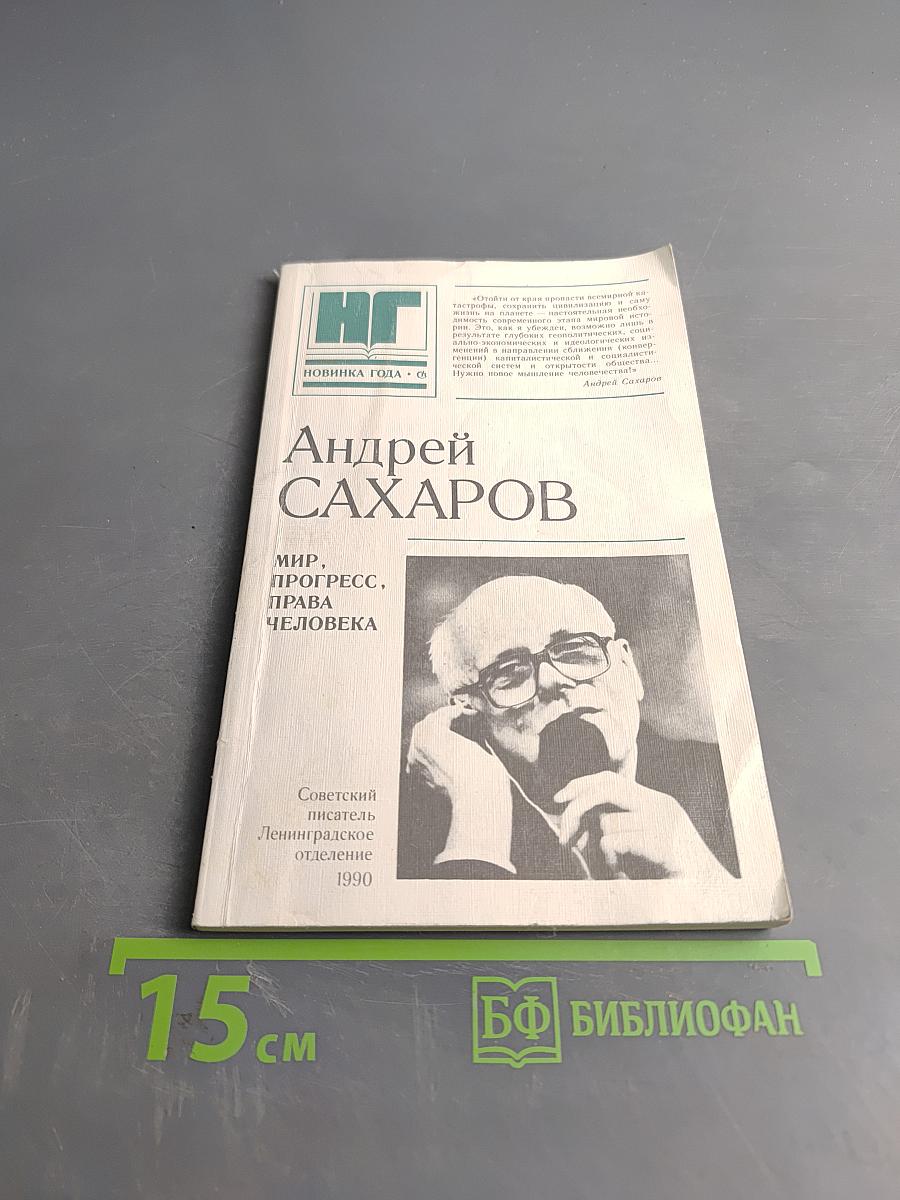 НГ
НОВИНКА ГОДА •
«Отойти от края пропасти всемирной ка-
тастрофы, сохранить цивилизацию и саму
жизнь на планете — настоятельная необхо-
димость современного этапа мировой исто-
рии. Это, как я убежден, возможно лишь в
результате глубоких геополитических, соци-
ально-экономических и идеологических из-
менений в направлении сближения (конвер-
генции) капиталистической и социалисти-
ческой систем и открытости общества...
Нужно новое мышление человечества!»
Андрей Сахаров
Андрей
САХАРОВ
МИР,
ПРОГРЕСС,
ПРАВА
ЧЕЛОВЕКА
Советский
писатель
Ленинградское
отделение
1990
15 см
БФ БИБЛИОФАН